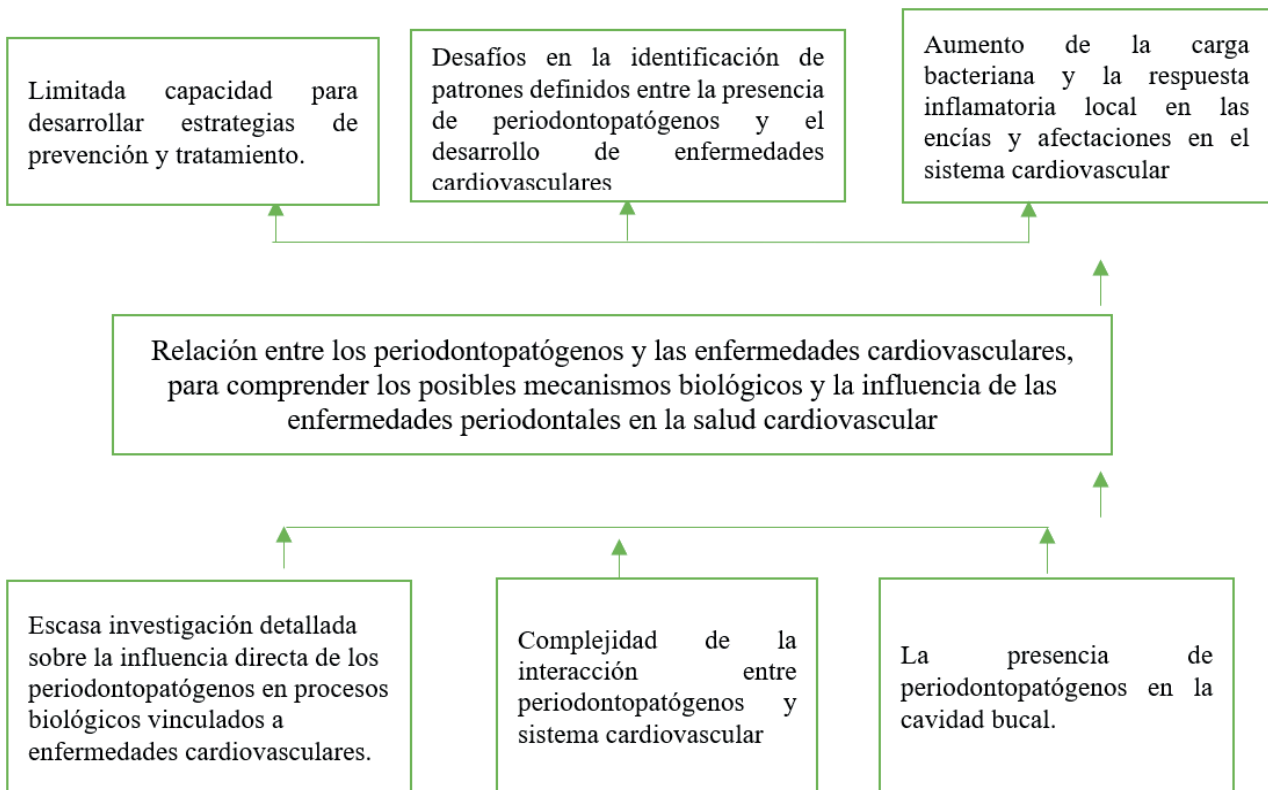 Limitada capacidad para
desarrollar estrategias de
prevención y tratamiento.
Desafíos en la identificación de
patrones definidos entre la presencia
de periodontopatógenos y el
desarrollo de enfermedades
cardiovasculares
Aumento de la carga
bacteriana y la respuesta
inflamatoria local en las
encías y afectaciones en el
sistema cardiovascular
Relación entre los periodontopatógenos y las enfermedades cardiovasculares,
para comprender los posibles mecanismos biológicos y la influencia de las
enfermedades periodontales en la salud cardiovascular
Escasa investigación detallada
sobre la influencia directa de los
periodontopatógenos en procesos
biológicos vinculados a
enfermedades cardiovasculares.
Complejidad de la
interacción entre
periodontopatógenos y
sistema cardiovascular
La presencia de
periodontopatógenos en la
cavidad bucal.